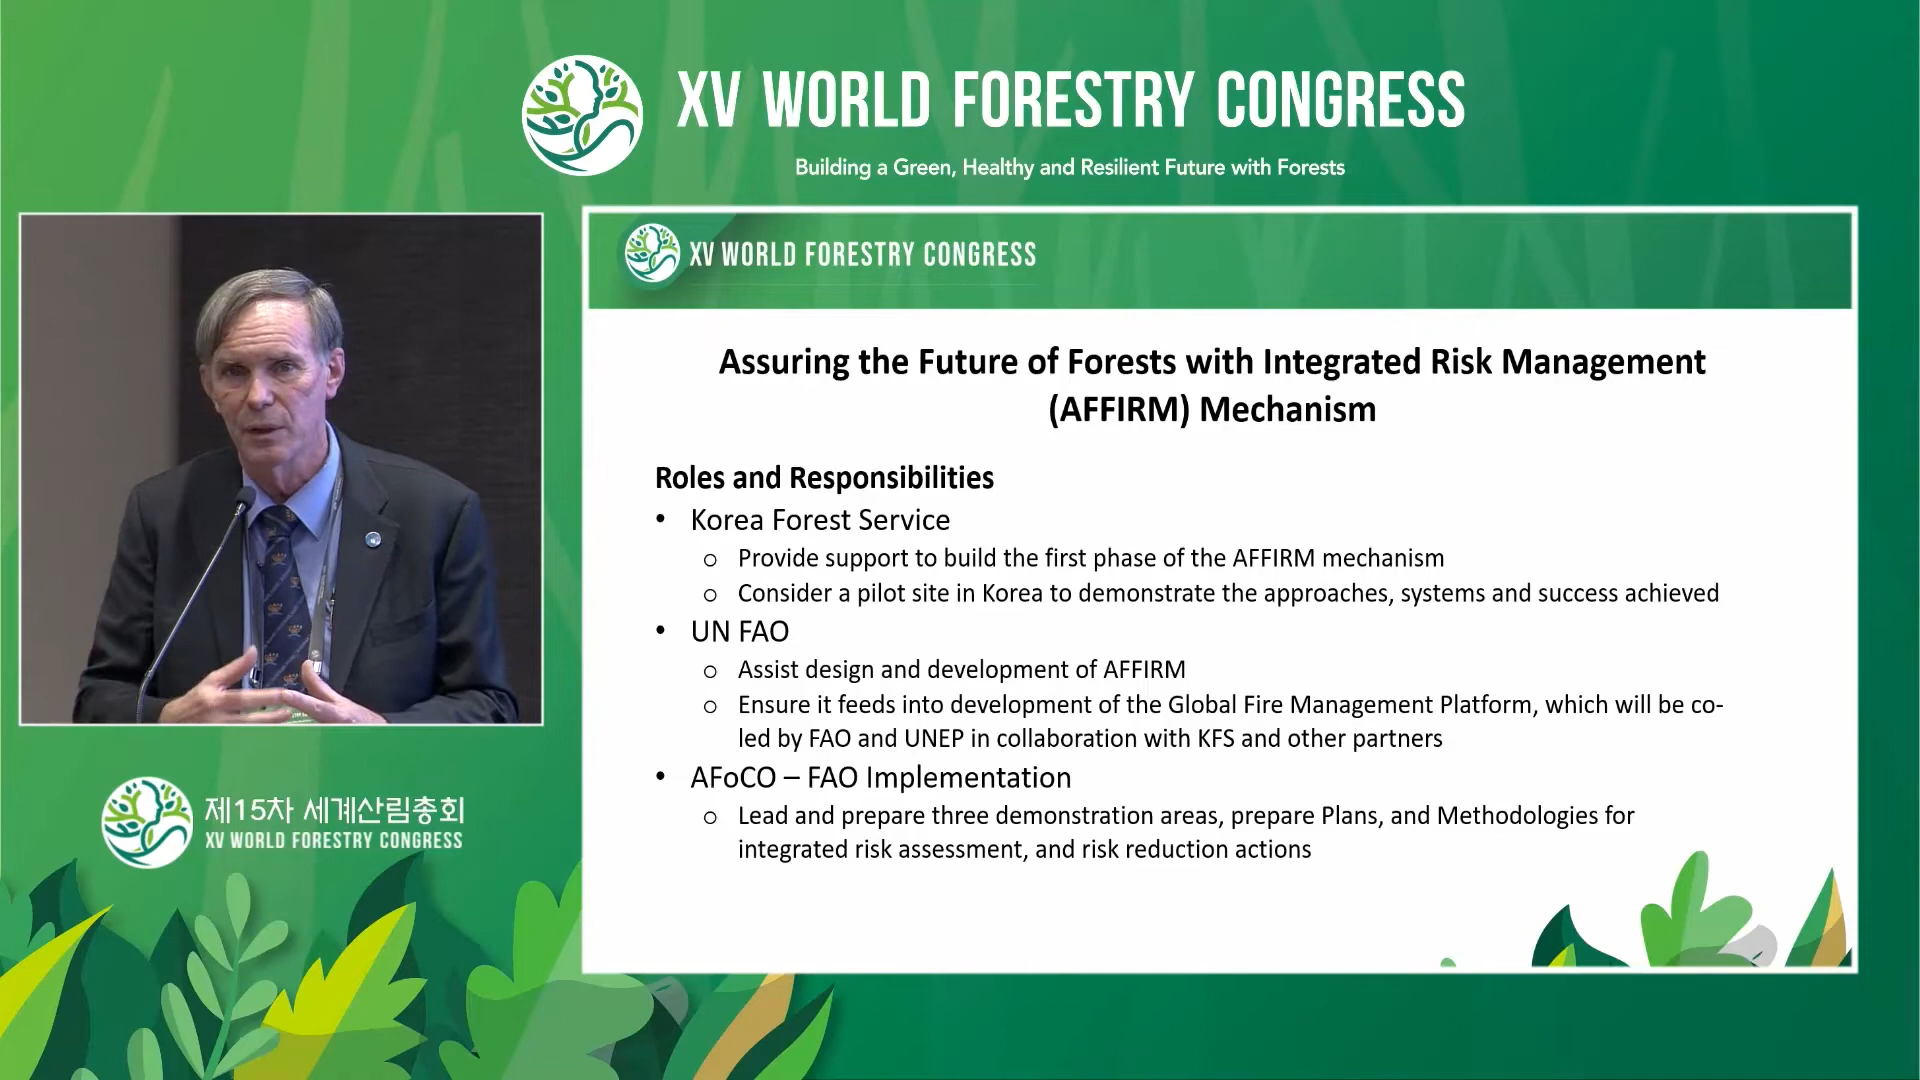 XV WORLD FORESTRY CONGRESS
Building a Green, Healthy and Resilient Future with Forests
XV WORLD FORESTRY CONGRESS
Assuring the Future of Forests with Integrated Risk Management
(AFFIRM) Mechanism
Roles and Responsibilities
• Korea Forest Service
o Provide support to build the first phase of the AFFIRM mechanism
o Consider a pilot site in Korea to demonstrate the approaches, systems and success achieved
• UN FAO
o Assist design and development of AFFIRM
o Ensure it feeds into development of the Global Fire Management Platform, which will be co-
led by FAO and UNEP in collaboration with KFS and other partners
• AFoCO – FAO Implementation
o Lead and prepare three demonstration areas, prepare Plans, and Methodologies for
integrated risk assessment, and risk reduction actions
제15차 세계산림총회
XV WORLD FORESTRY CONGRESS